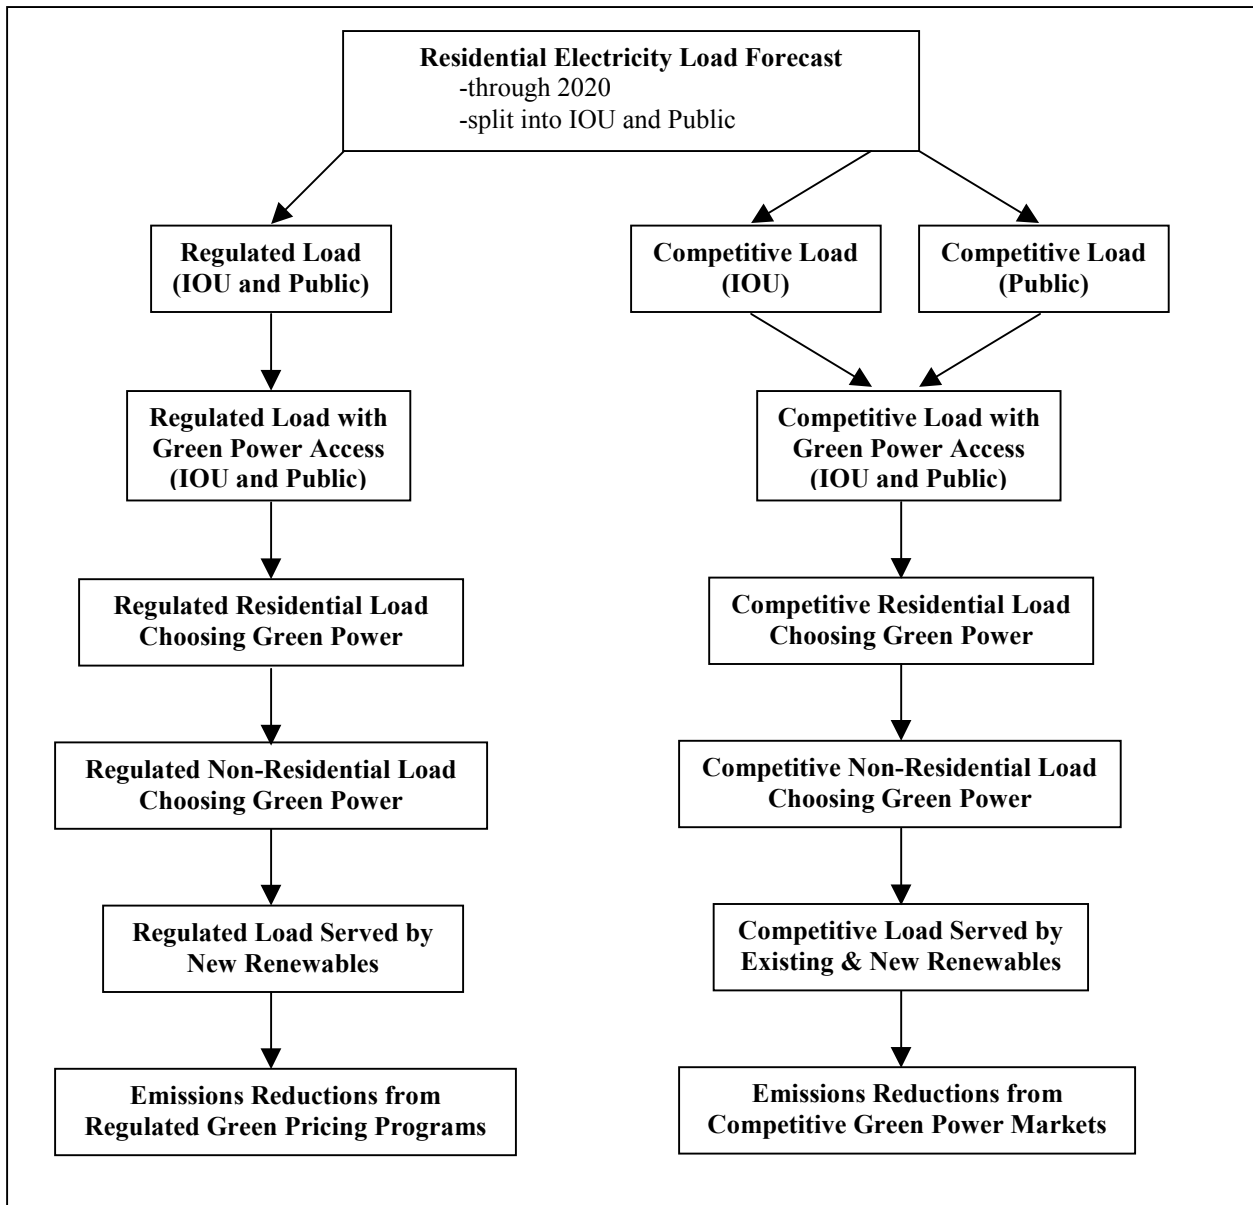 Residential Electricity Load Forecast
-through 2020
-split into IOU and Public
Regulated Load
(IOU and Public)
Competitive Load
(IOU)
Competitive Load
(Public)
Regulated Load with
Green Power Access
(IOU and Public)
Competitive Load with
Green Power Access
(IOU and Public)
Regulated Residential Load
Choosing Green Power
Competitive Residential Load
Choosing Green Power
Regulated Non-Residential Load
Choosing Green Power
Competitive Non-Residential Load
Choosing Green Power
Regulated Load Served by
New Renewables
Competitive Load Served by
Existing & New Renewables
Emissions Reductions from
Regulated Green Pricing Programs
Emissions Reductions from
Competitive Green Power Markets